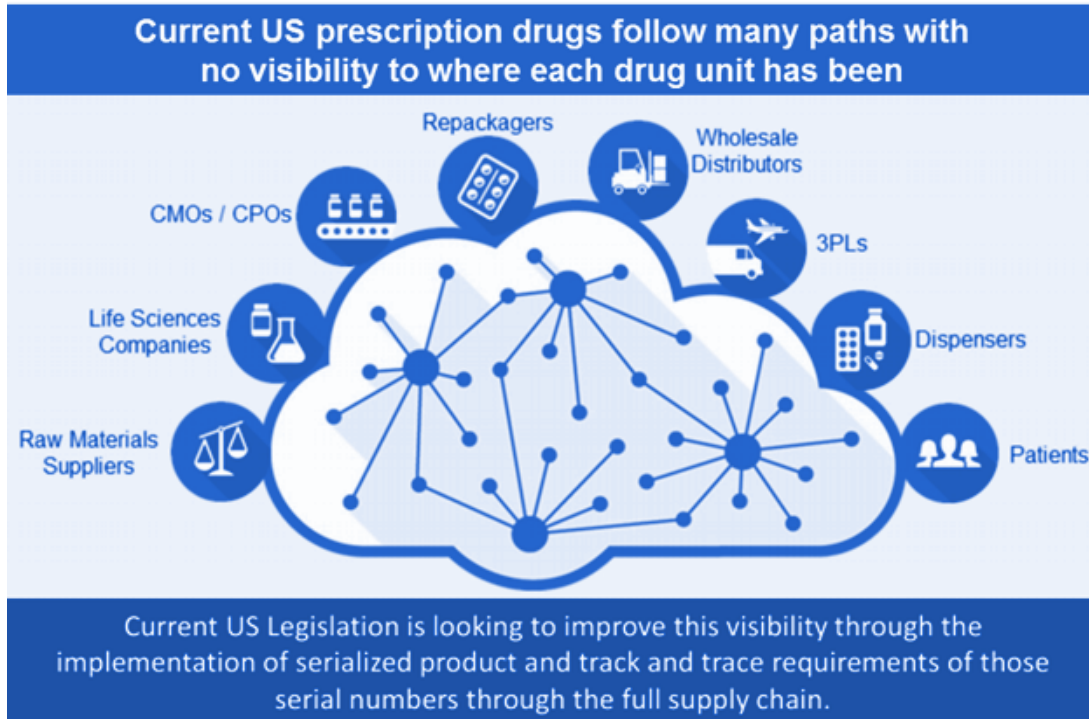 Current US prescription drugs follow many paths with
no visibility to where each drug unit has been
Repackagers
Wholesale
Distributors
CMOs / CPOs
3PLs
Life Sciences
Companies
Dispensers
Raw Materials
Suppliers
Patients
Current US Legislation is looking to improve this visibility through the
implementation of serialized product and track and trace requirements of those
serial numbers through the full supply chain.